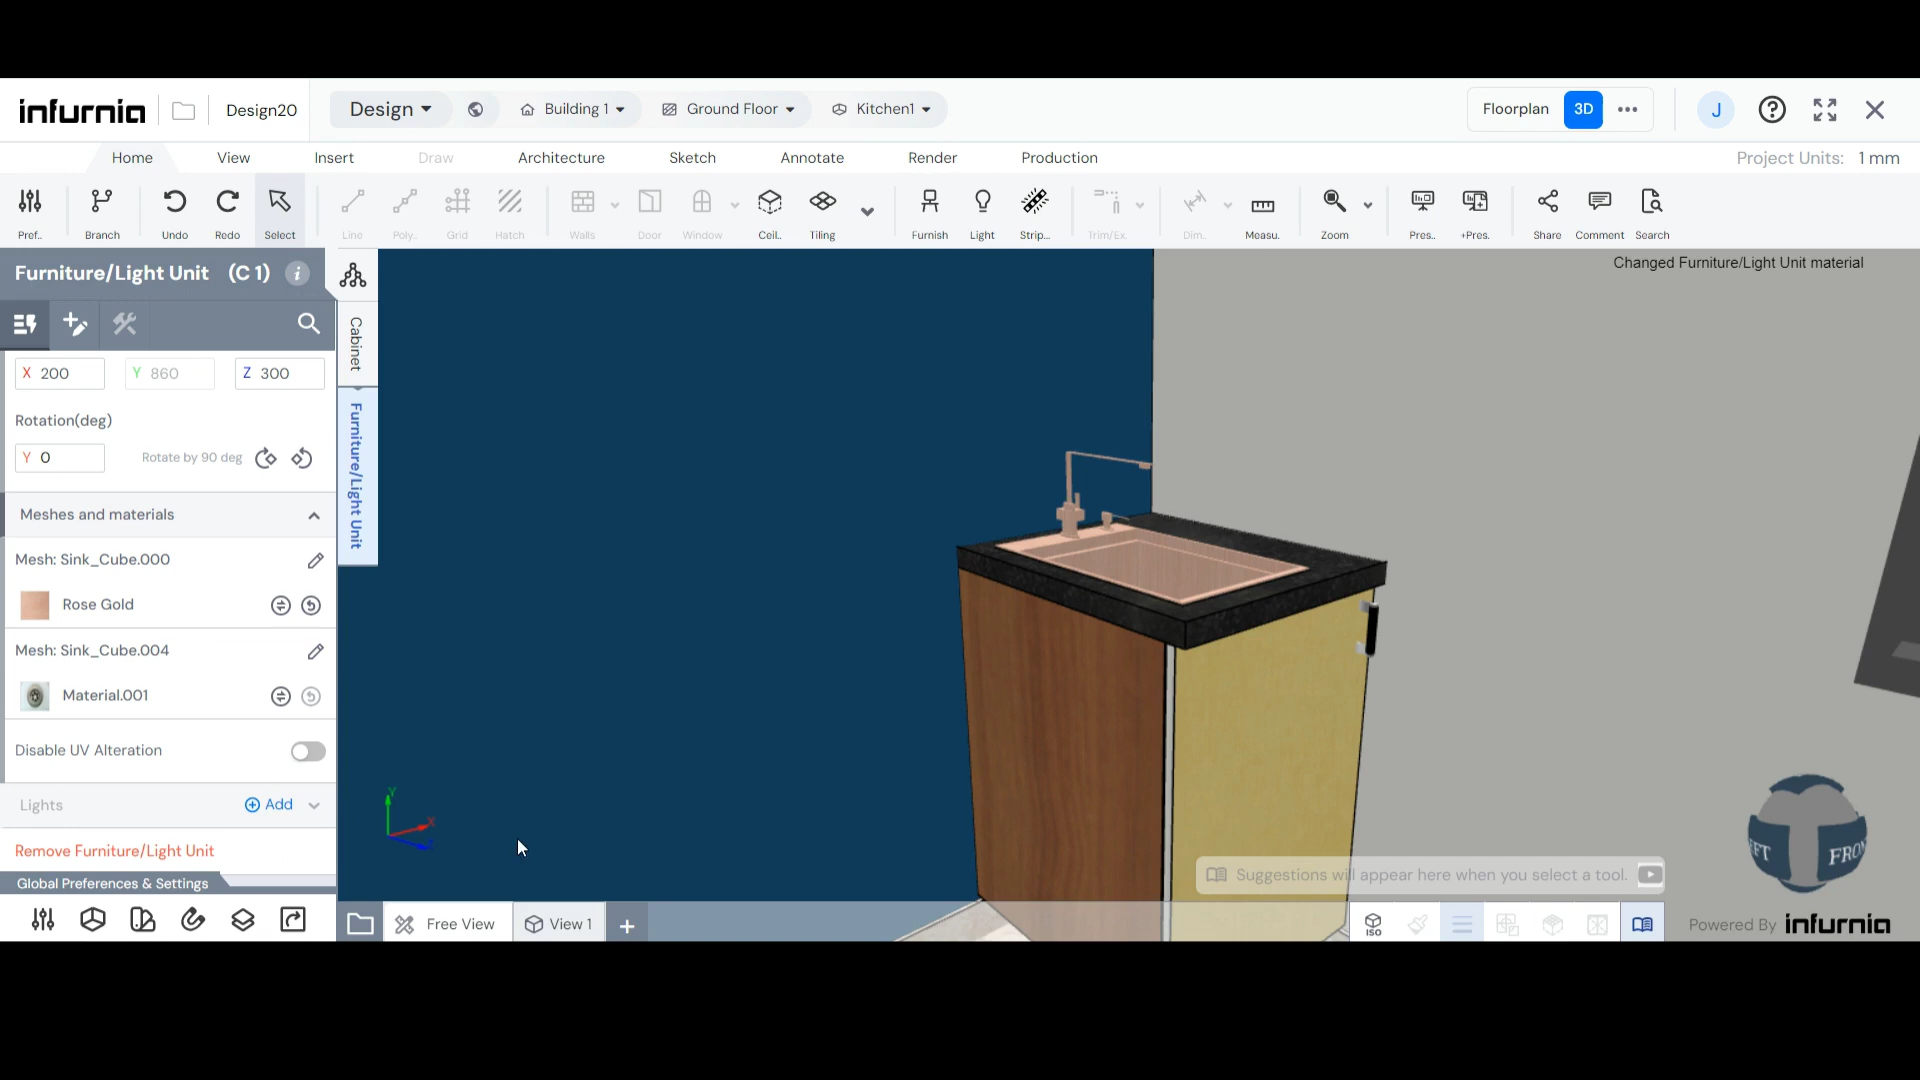 infurnia
Design20
Design
Building 1
Ground Floor
Kitchen1
Floorplan
3D
J
Home
View
Insert
Draw
Architecture
Sketch
Annotate
Render
Production
Project Units: 1 mm
Pref..
Branch
Undo
Redo
Select
Line
Poly..
Grid
Hatch
Walls
Door
Window
Ceil..
Tiling
Furnish
Light
Strip...
Trim/Ex.
Dim..
Measu.
Zoom
Pres..
+Pres.
Share
Comment
Search
Furniture/Light Unit (C 1)
Changed Furniture/Light Unit material
Cabinet
Furniture/Light Unit
X 200
Y 860
Z 300
Rotation(deg)
Y 0
Rotate by 90 deg
Meshes and materials
Mesh: Sink_Cube.000
Rose Gold
Mesh: Sink_Cube.004
Material.001
Disable UV Alteration
Lights
Add
Remove Furniture/Light Unit
Global Preferences & Settings
Y
X
Suggestions will appear here when you select a tool.
Free View
View 1
ISO
Powered By infurnia